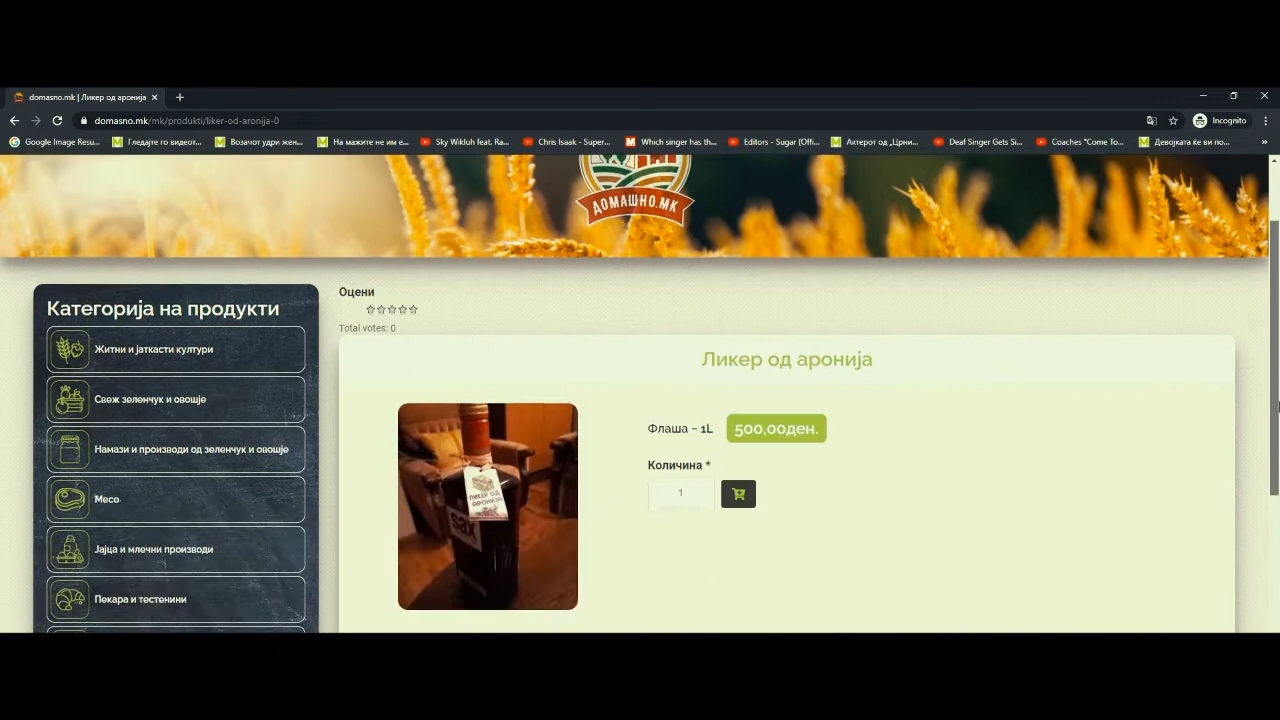 domasno.mk | Ликер од аронија
domasno.mk/mk/produkti/liker-od-aronija-0
Incognito
Google Image Resu...
Гледајте го видеот...
Возачот удри жен...
На мажите не им е...
Sky Wikluh feat. Ra...
Chris Isaak - Super...
Which singer has th...
Editors - Sugar (Offi...
Актерот од „Црни...
Deaf Singer Gets Si...
Coaches "Come To...
Девојката ќе ви по...
ДОМАШНО.МК
Категорија на продукти
Житни и јаткасти култури
Свеж зеленчук и овошје
Намази и производи од зеленчук и овошје
Месо
Јајца и млечни производи
Пекара и тестенини
Оцени
Total votes: 0
Ликер од аронија
ЛИКЕР ОД
АРОНИЈА
sax
Флаша – 1L 500,00ден.
Количина *
1